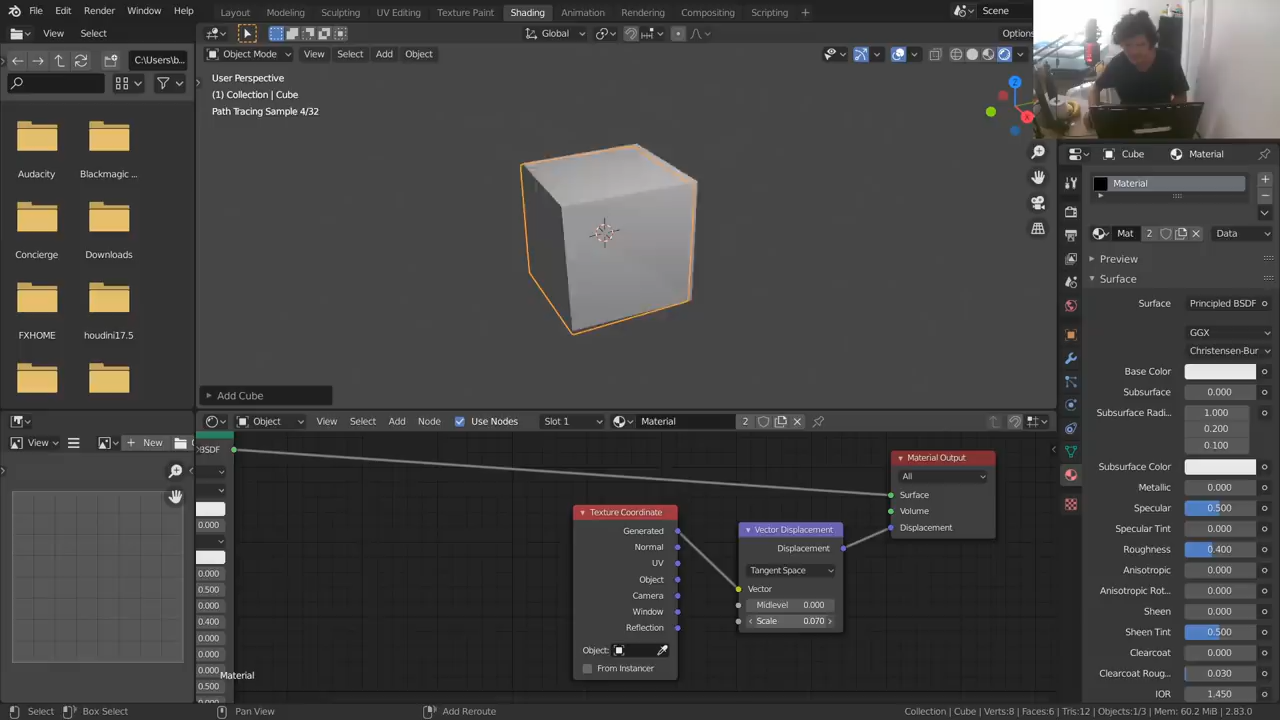 File Edit Render Window Help
Layout Modeling Sculpting UV Editing Texture Paint Shading Animation Rendering Compositing Scripting
Scene
View Select
Global
Options
C:\Users\b...
Object Mode View Select Add Object
User Perspective
(1) Collection | Cube
Path Tracing Sample 4/32
Audacity
Blackmagic ...
Concierge
Downloads
FXHOME
houdini17.5
Add Cube
Z
X
Object View Select Add Node Use Nodes Slot 1 Material 2
View New
BSDF
0.000
0.500
0.400
0.000
0.000
0.000
0.500
Material
Texture Coordinate
Generated
Normal
UV
Object
Camera
Window
Reflection
Object:
From Instancer
Vector Displacement
Displacement
Tangent Space
Vector
Midlevel 0.000
Scale 0.070
Material Output
All
Surface
Volume
Displacement
Cube Material
Material
Mat 2 Data
Preview
Surface
Surface Principled BSDF
GGX
Christensen-Bur
Base Color
Subsurface 0.000
Subsurface Radi... 1.000
0.200
0.100
Subsurface Color
Metallic 0.000
Specular 0.500
Specular Tint 0.000
Roughness 0.400
Anisotropic 0.000
Anisotropic Rot... 0.000
Sheen 0.000
Sheen Tint 0.500
Clearcoat 0.000
Clearcoat Roug... 0.030
IOR 1.450
Select Box Select Pan View Add Reroute
Collection | Cube | Verts:8 | Faces:6 | Tris:12 | Objects:1/3 | Mem: 60.2 MiB | 2.83.0